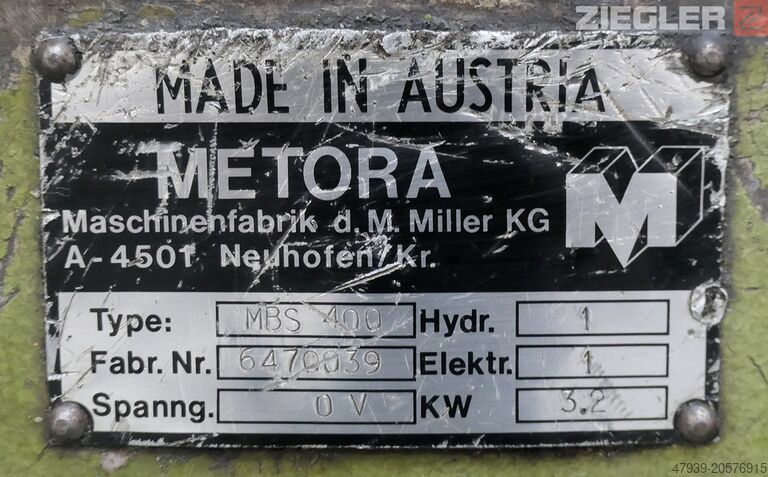 ZIEGLER
MADE IN AUSTRIA
METORA
Maschinenfabrik d. M. Miller KG
A-4501 Neuhofen/Kr.
M
Type: MBS 400 Hydr. 1
Fabr. Nr. 6470039 Elektr. 1
Spanng. 0 V KW 3.2
47939-20576915